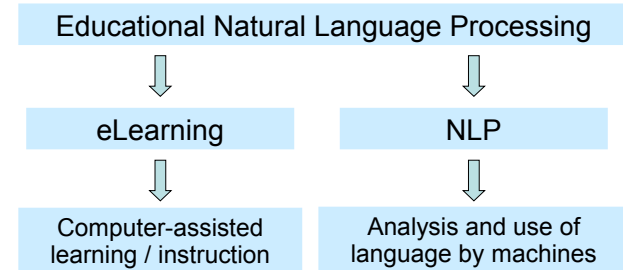 Educational Natural Language Processing
eLearning
NLP
Computer-assisted
learning / instruction
Analysis and use of
language by machines